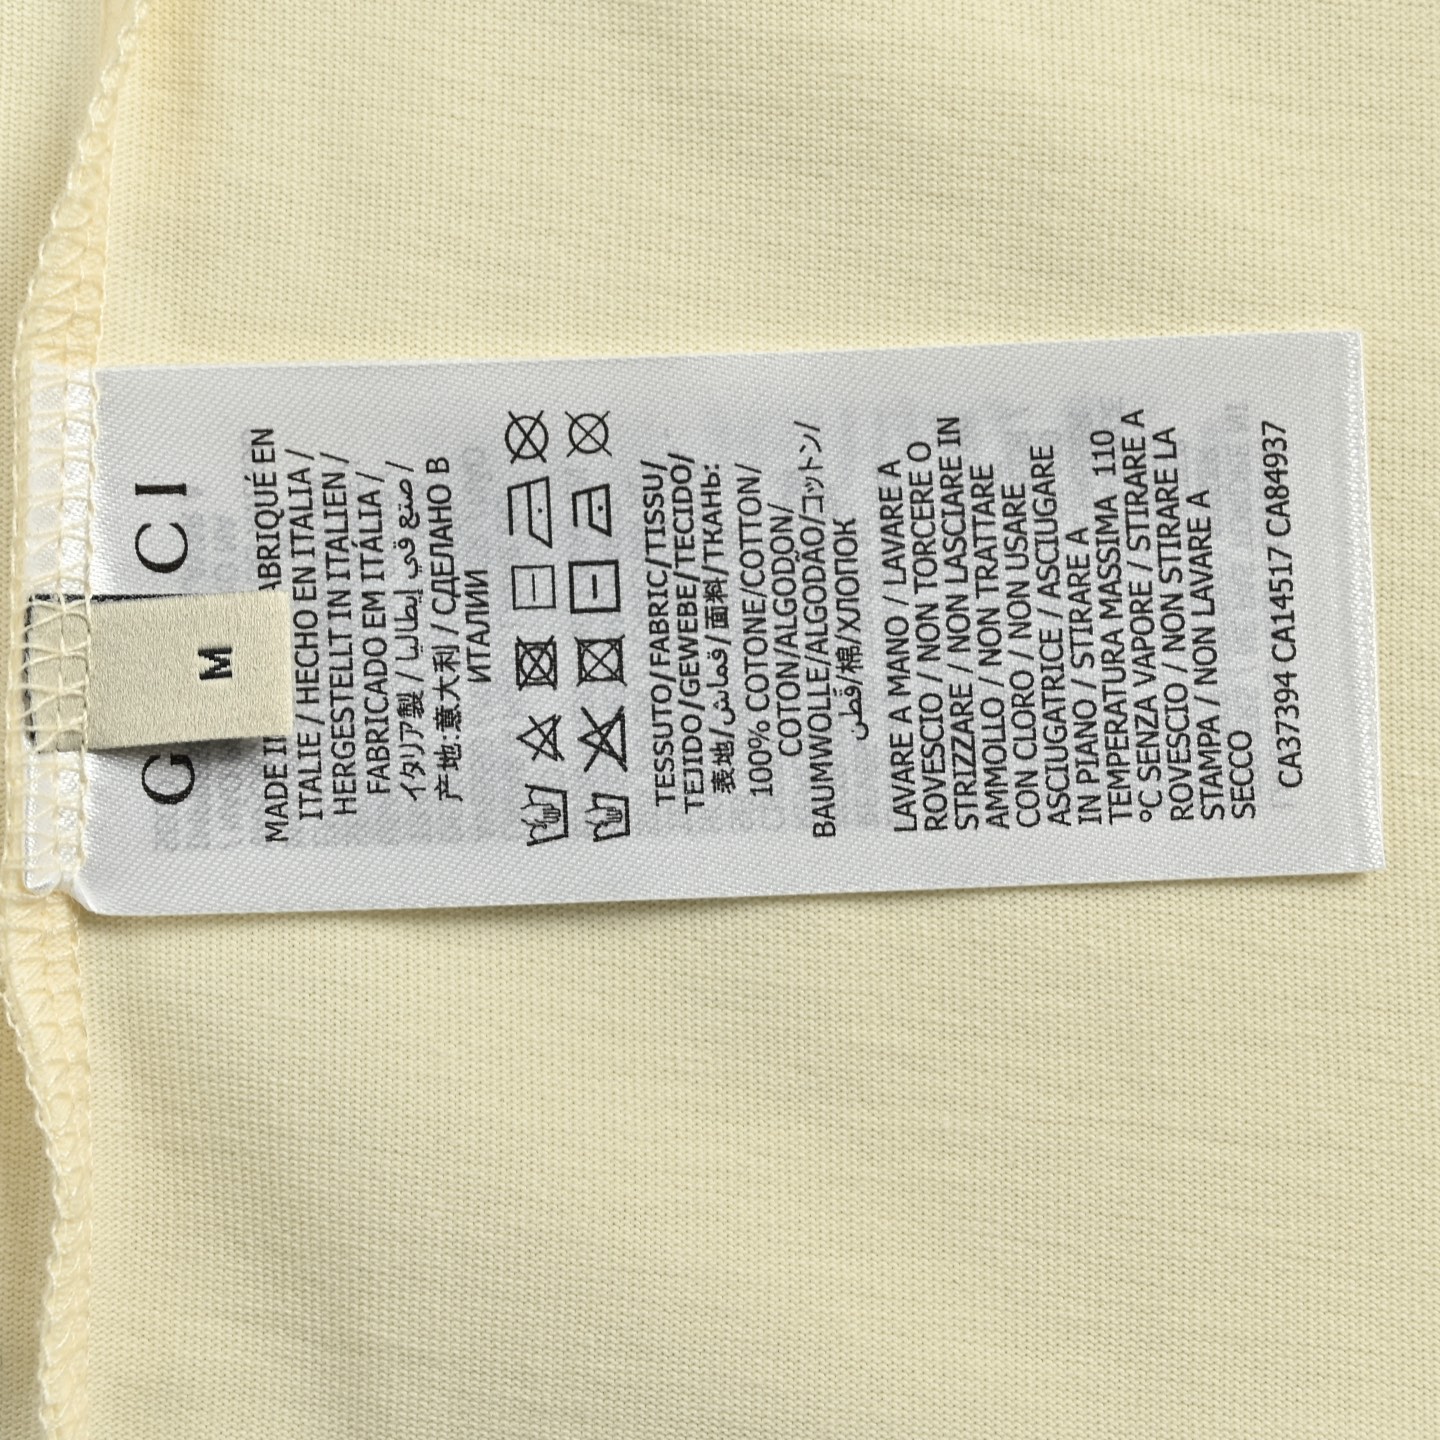 G CI
M
MADE I ABRIQUÉ EN
ITALIE / HECHO EN ITALIA /
HERGESTELLT IN ITALIEN /
FABRICADO EM ITÁLIA /
イタリア製 / صنع في إيطاليا /
产地:意大利 / СДЕЛАНО В
ИТАЛИИ
TESSUTO/FABRIC/TISSU/
TEJIDO/GEWEBE/TECIDO/
表地/قماش/面料/ТКАНЬ:
100% COTONE/COTTON/
COTON/ALGODÓN/
BAUMWOLLE/ALGODÃO/コットン/
قطن/棉/ХЛОПОК
LAVARE A MANO / LAVARE A
ROVESCIO / NON TORCERE O
STRIZZARE / NON LASCIARE IN
AMMOLLO / NON TRATTARE
CON CLORO / NON USARE
ASCIUGATRICE / ASCIUGARE
IN PIANO / STIRARE A
TEMPERATURA MASSIMA 110
°C SENZA VAPORE / STIRARE A
ROVESCIO / NON STIRARE LA
STAMPA / NON LAVARE A
SECCO
CA37394 CA14517 CA84937